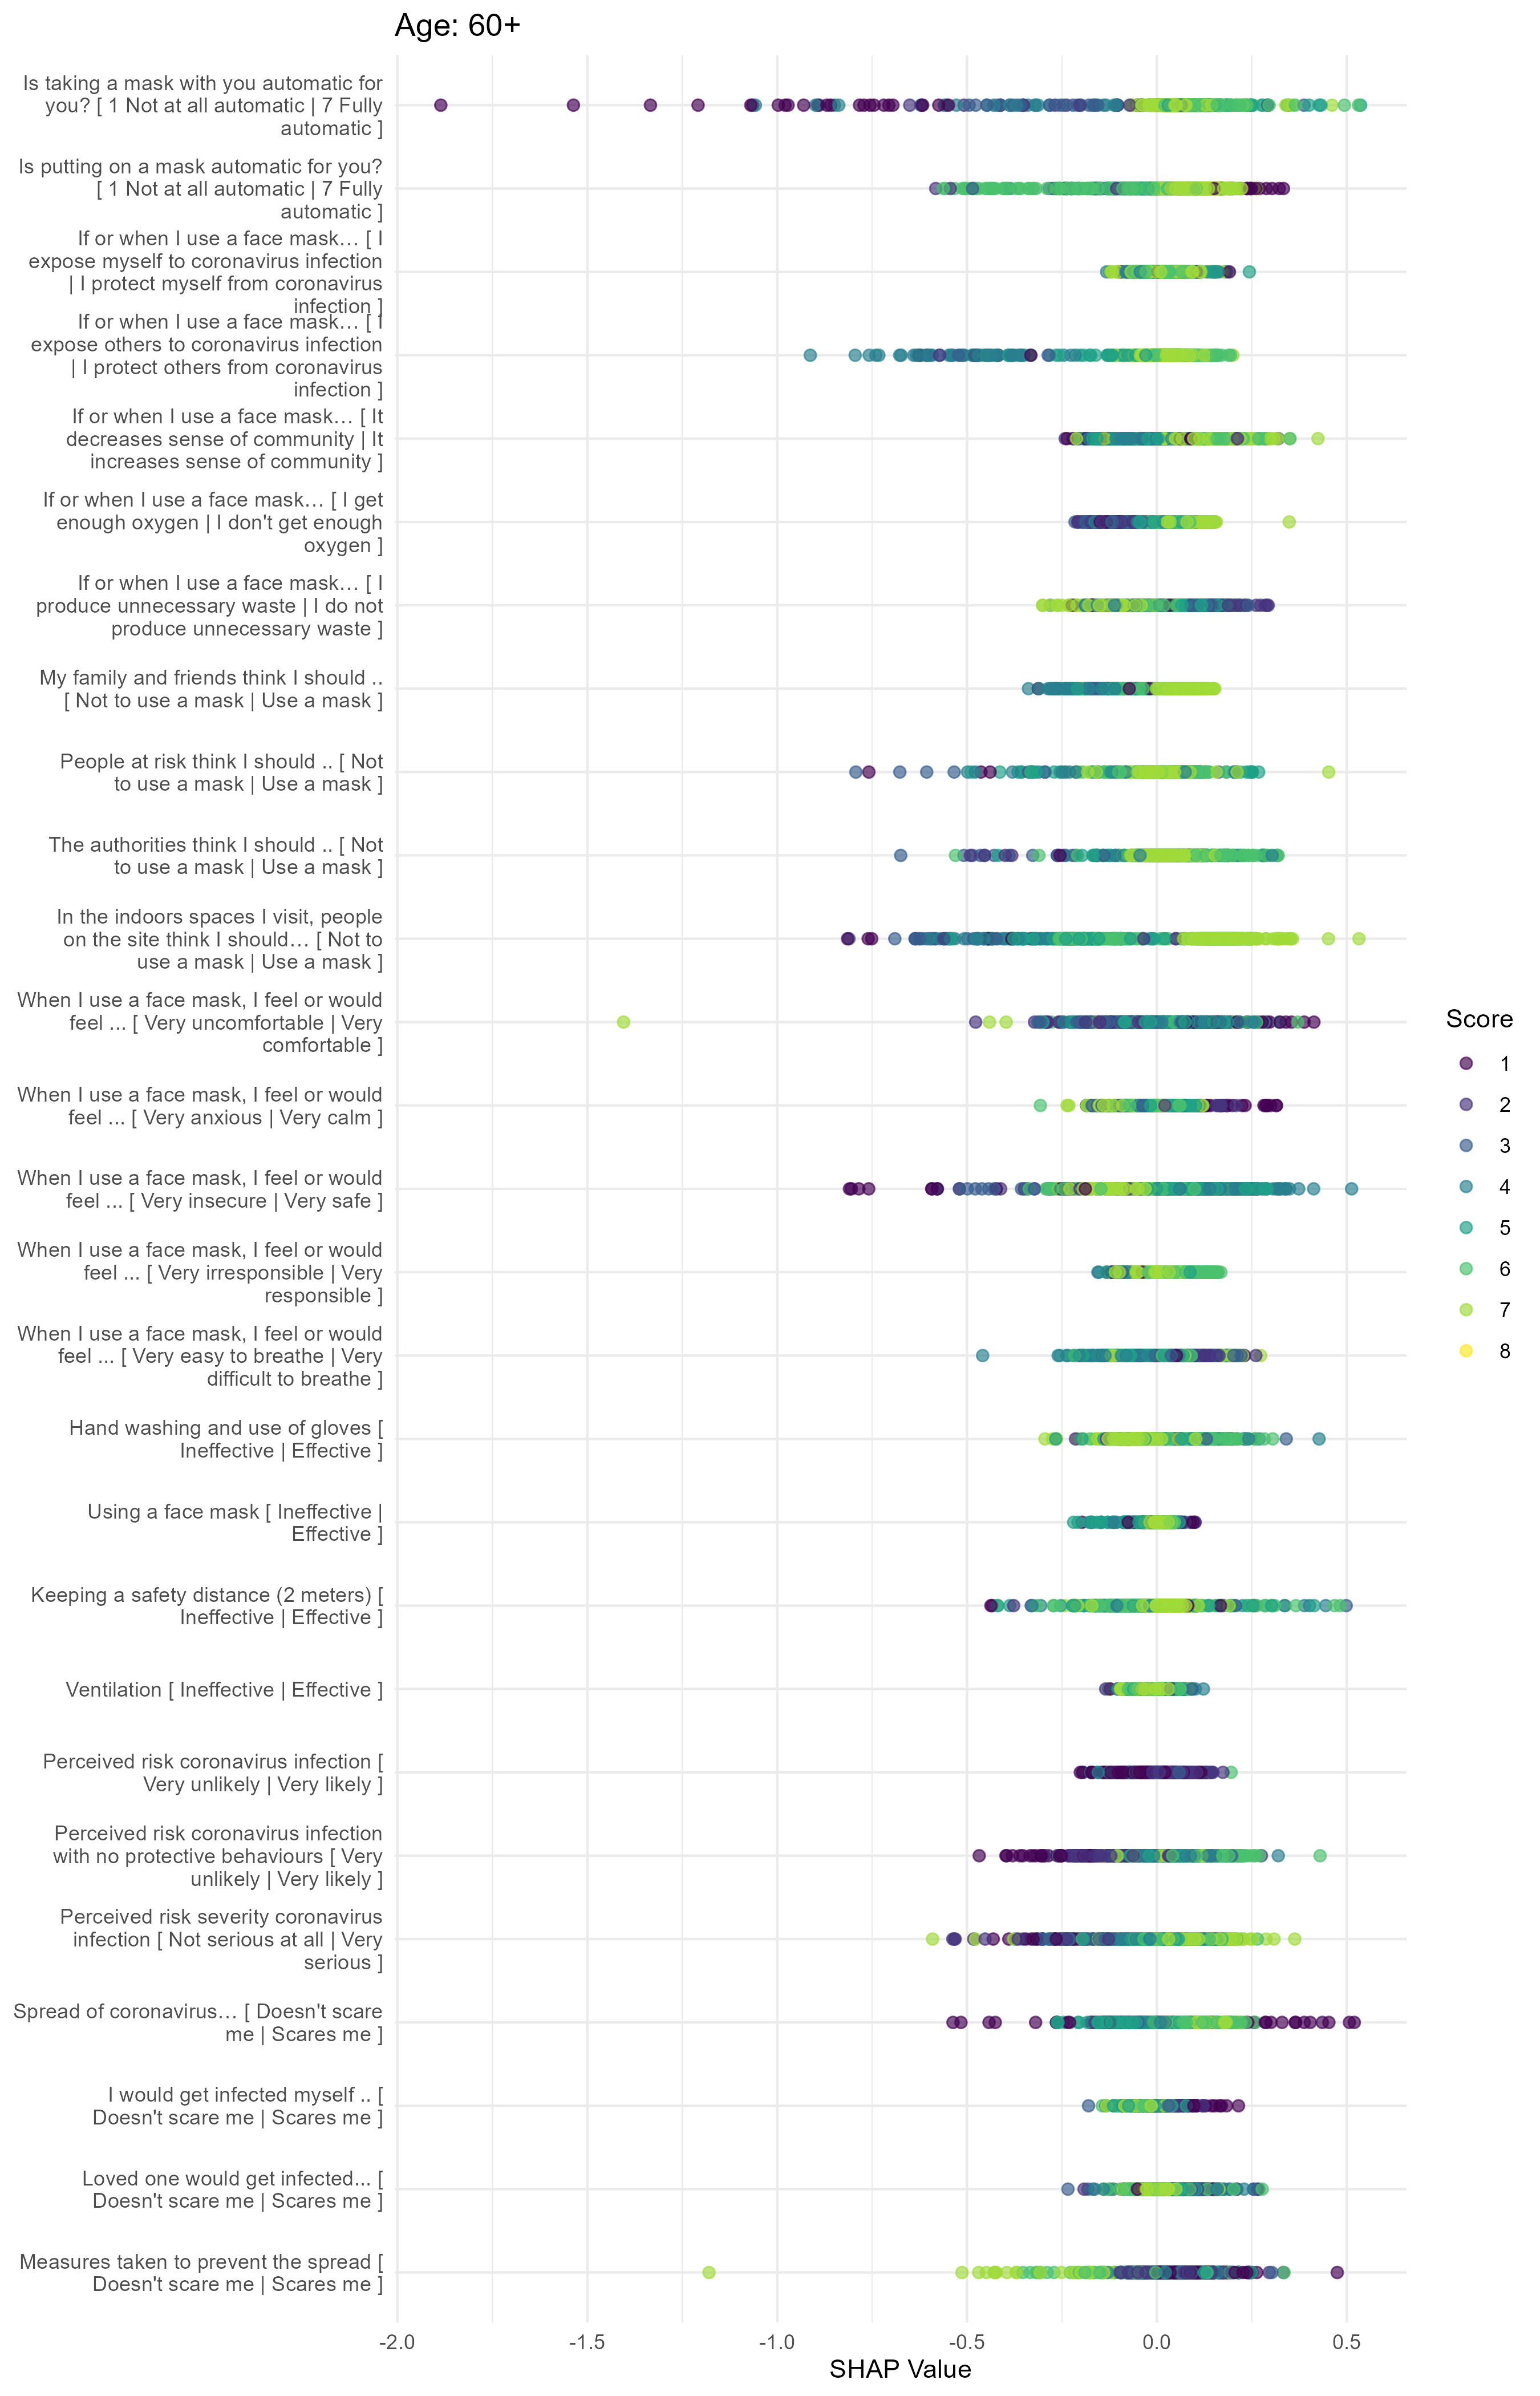 Age: 60+
Is taking a mask with you automatic for
you? [ 1 Not at all automatic | 7 Fully
automatic ]
Is putting on a mask automatic for you?
[ 1 Not at all automatic | 7 Fully
automatic ]
If or when I use a face mask… [ I
expose myself to coronavirus infection
| I protect myself from coronavirus
infection ]
If or when I use a face mask… [ I
expose others to coronavirus infection
| I protect others from coronavirus
infection ]
If or when I use a face mask… [ It
decreases sense of community | It
increases sense of community ]
If or when I use a face mask… [ I get
enough oxygen | I don't get enough
oxygen ]
If or when I use a face mask… [ I
produce unnecessary waste | I do not
produce unnecessary waste ]
My family and friends think I should ..
[ Not to use a mask | Use a mask ]
People at risk think I should .. [ Not
to use a mask | Use a mask ]
The authorities think I should .. [ Not
to use a mask | Use a mask ]
In the indoors spaces I visit, people
on the site think I should… [ Not to
use a mask | Use a mask ]
When I use a face mask, I feel or would
feel ... [ Very uncomfortable | Very
comfortable ]
When I use a face mask, I feel or would
feel ... [ Very anxious | Very calm ]
When I use a face mask, I feel or would
feel ... [ Very insecure | Very safe ]
When I use a face mask, I feel or would
feel ... [ Very irresponsible | Very
responsible ]
When I use a face mask, I feel or would
feel ... [ Very easy to breathe | Very
difficult to breathe ]
Hand washing and use of gloves [
Ineffective | Effective ]
Using a face mask [ Ineffective |
Effective ]
Keeping a safety distance (2 meters) [
Ineffective | Effective ]
Ventilation [ Ineffective | Effective ]
Perceived risk coronavirus infection [
Very unlikely | Very likely ]
Perceived risk coronavirus infection
with no protective behaviours [ Very
unlikely | Very likely ]
Perceived risk severity coronavirus
infection [ Not serious at all | Very
serious ]
Spread of coronavirus… [ Doesn't scare
me | Scares me ]
I would get infected myself .. [
Doesn't scare me | Scares me ]
Loved one would get infected... [
Doesn't scare me | Scares me ]
Measures taken to prevent the spread [
Doesn't scare me | Scares me ]
-2.0
-1.5
-1.0
-0.5
0.0
0.5
SHAP Value
Score
1
2
3
4
5
6
7
8